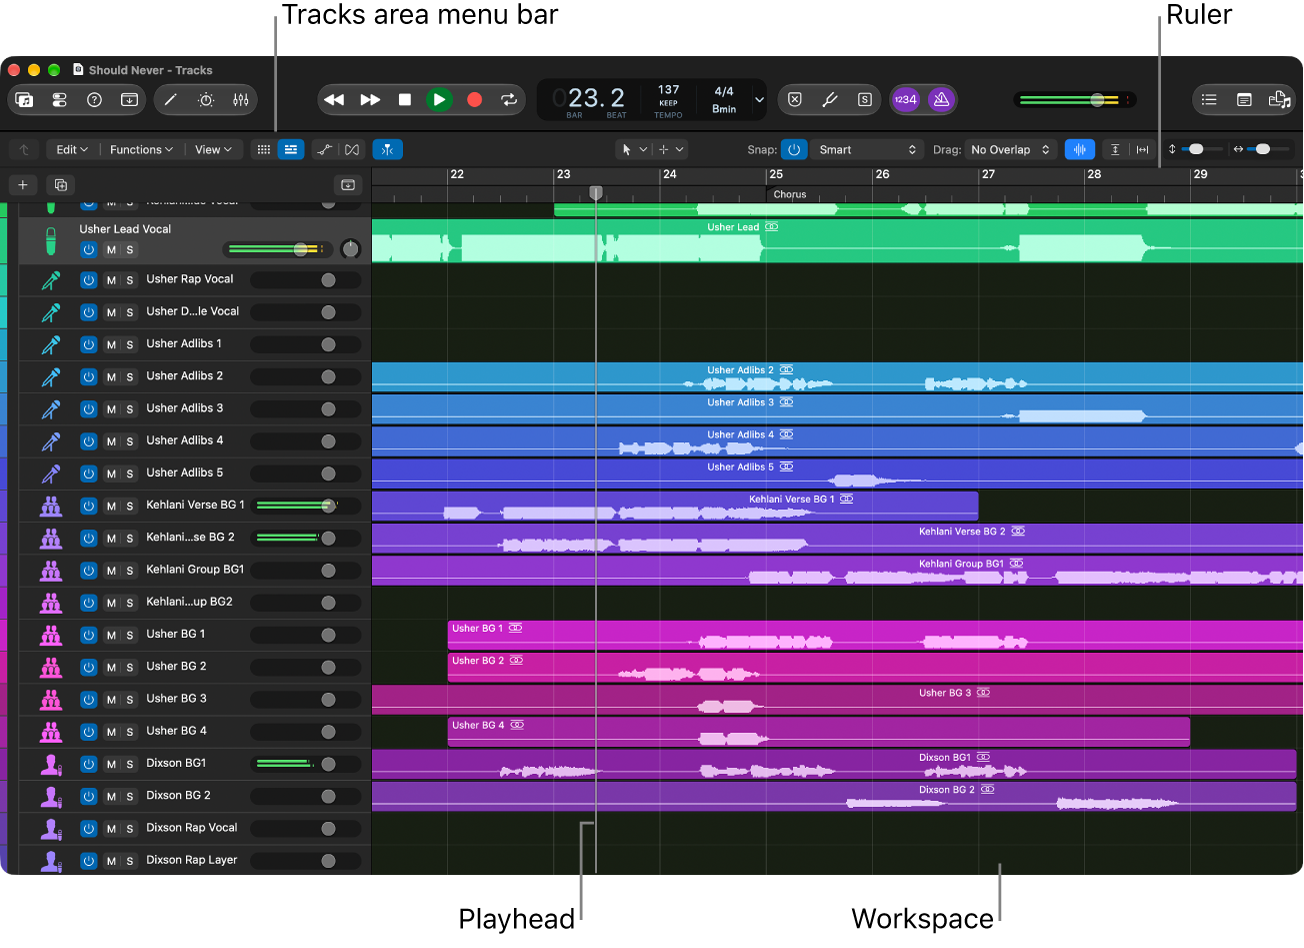 Tracks area menu bar
Ruler
Should Never - Tracks
023. 2
BAR BEAT
137
KEEP
TEMPO
4/4
Bmin
1234
Edit
Functions
View
Snap:
Smart
Drag:
No Overlap
22 23 24 25 26 27 28 29
Chorus
M S
Usher Lead Vocal
M S
Usher Lead
M S Usher Rap Vocal
M S Usher D...le Vocal
M S Usher Adlibs 1
M S Usher Adlibs 2
Usher Adlibs 2
M S Usher Adlibs 3
Usher Adlibs 3
M S Usher Adlibs 4
Usher Adlibs 4
M S Usher Adlibs 5
Usher Adlibs 5
M S Kehlani Verse BG 1
Kehlani Verse BG 1
M S Kehlani...se BG 2
Kehlani Verse BG 2
M S Kehlani Group BG1
Kehlani Group BG1
M S Kehlani...up BG2
M S Usher BG 1
Usher BG 1
M S Usher BG 2
Usher BG 2
M S Usher BG 3
Usher BG 3
M S Usher BG 4
Usher BG 4
M S Dixson BG1
Dixson BG1
M S Dixson BG 2
Dixson BG 2
M S Dixson Rap Vocal
M S Dixson Rap Layer
Playhead
Workspace